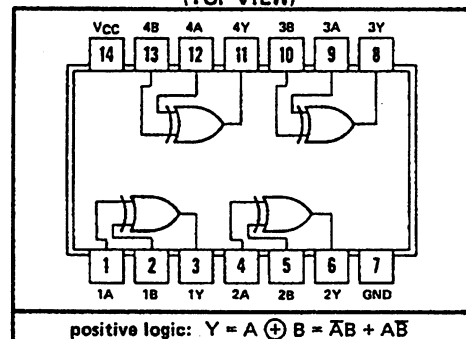 (TOP VIEW)
VCC 4B 4A 4Y 3B 3A 3Y
14 13 12 11 10 9 8
1 2 3 4 5 6 7
1A 1B 1Y 2A 2B 2Y GND
positive logic: Y = A ⊕ B = A̅B + AB̅